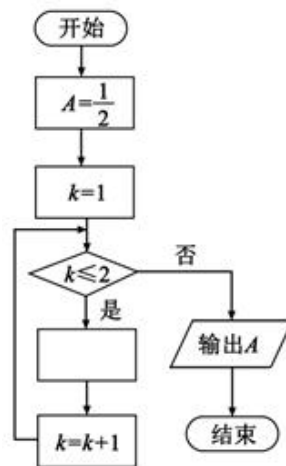 开始
A=1/2
k=1
k≤2
否
是
输出A
k=k+1
结束